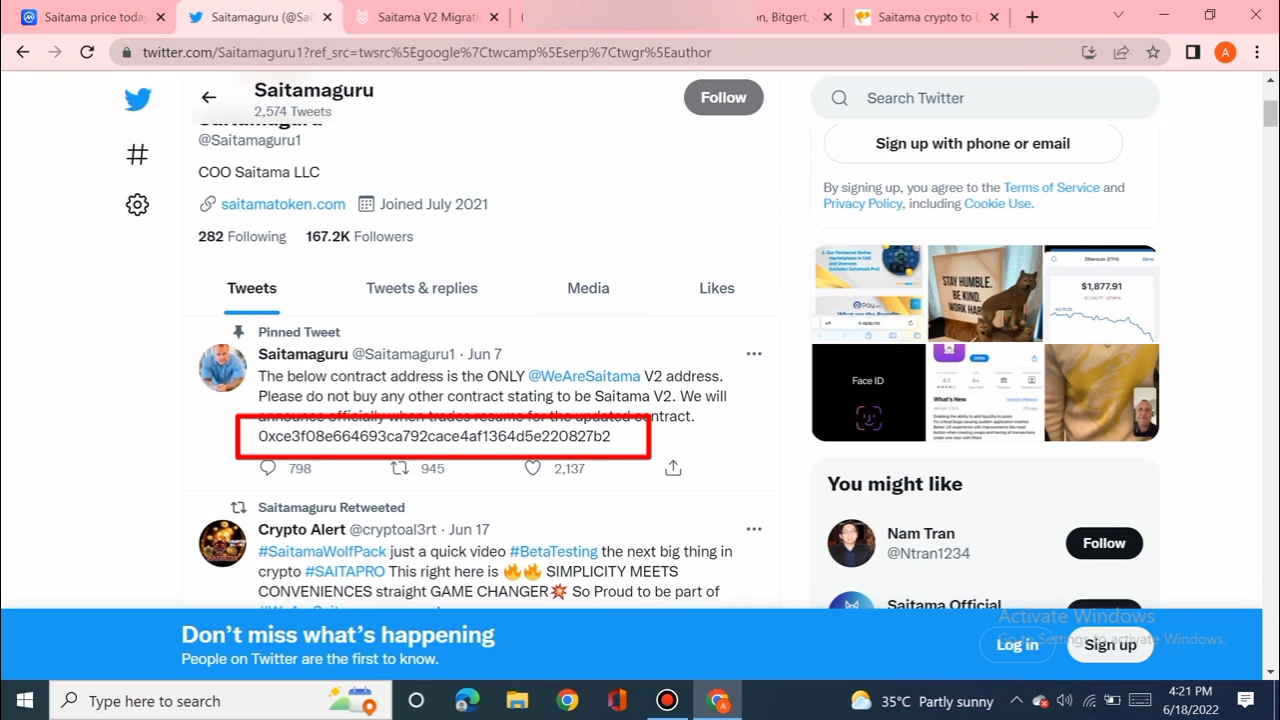 Saitama price today
Saitamaguru (@Sai
Saitama V2 Migrati
on, Bitgert,
Saitama crypto to b
twitter.com/Saitamaguru1?ref_src=twsrc%5Egoogle%7Ctwcamp%5Eserp%7Ctwgr%5Eauthor
A
Saitamaguru
2,574 Tweets
Follow
@Saitamaguru1
COO Saitama LLC
saitamatoken.com Joined July 2021
282 Following 167.2K Followers
Tweets Tweets & replies Media Likes
Pinned Tweet
Saitamaguru @Saitamaguru1 · Jun 7
The below contract address is the ONLY @WeAreSaitama V2 address.
Please do not buy any other contract stating to be Saitama V2. We will
contract.
798 945 2,137
Saitamaguru Retweeted
Crypto Alert @cryptoal3rt · Jun 17
#SaitamaWolfPack just a quick video #BetaTesting the next big thing in
crypto #SAITAPRO This right here is 🔥🔥 SIMPLICITY MEETS
CONVENIENCES straight GAME CHANGER💥 So Proud to be part of
Search Twitter
Sign up with phone or email
By signing up, you agree to the Terms of Service and
Privacy Policy, including Cookie Use.
STAY HUMBLE.
BE KIND.
WORK HAR
Ethereum (ETH)
$1,877.91
Face ID
OPEN
What's New
You might like
Nam Tran
@Ntran1234
Follow
Saitama Official
Don't miss what's happening
People on Twitter are the first to know.
Log in
Sign up
Activate Windows
Go to Settings to activate Windows.
Type here to search
35°C Partly sunny
4:21 PM
6/18/2022